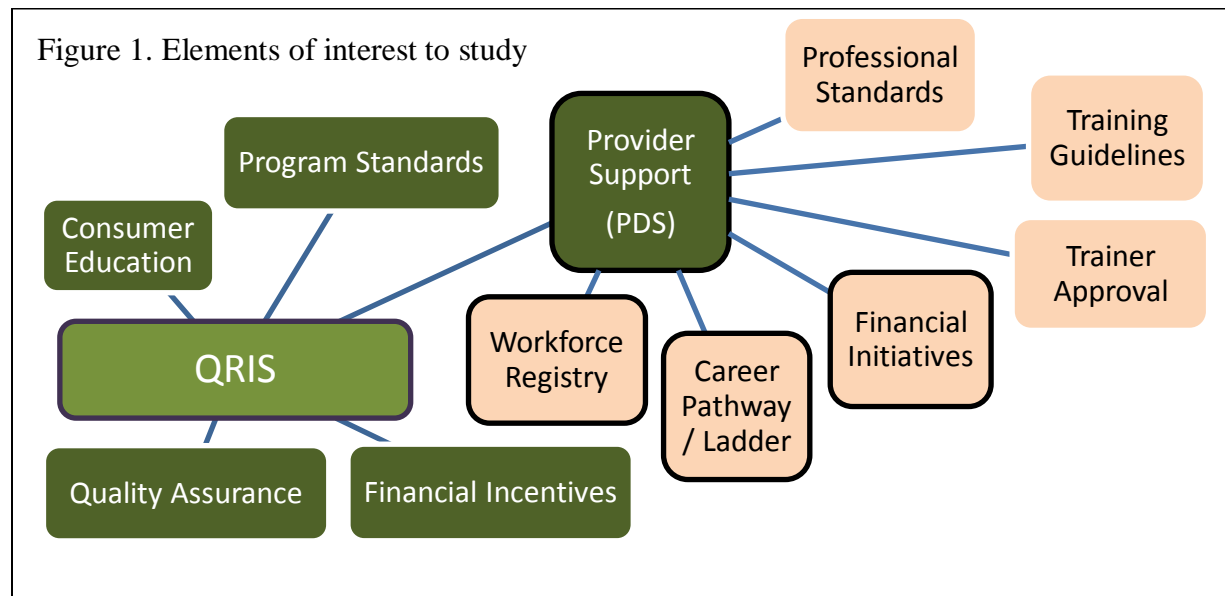 Figure 1. Elements of interest to study
Professional
Standards
Training
Guidelines
Provider
Support
(PDS)
Program Standards
Consumer
Education
Trainer
Approval
Financial
Initiatives
Workforce
Registry
Career
Pathway
/ Ladder
QRIS
Quality Assurance
Financial Incentives